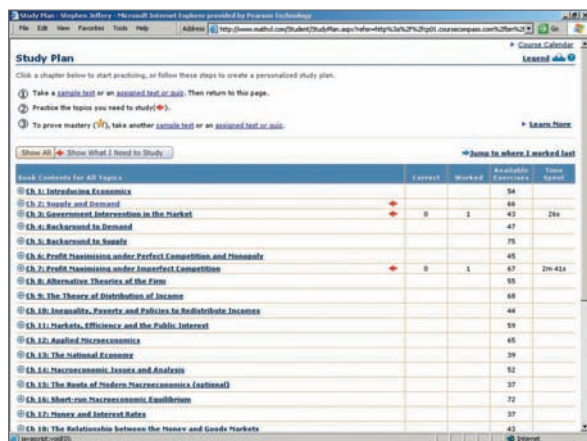 Study Plan - Stephen Jeffery - Microsoft Internet Explorer provided by Pearson Technology
File Edit View Favorites Tools Help Address Go
Course Calendar
Study Plan Legend
Click a chapter below to start practicing, or follow these steps to create a personalized study plan.
1 Take a sample test or an assigned test or quiz. Then return to this page.
2 Practice the topics you need to study( ).
3 To prove mastery ( ), take another sample test or an assigned test or quiz. Learn More
Show All Show What I Need to Study Jump to where I worked last
Book Contents for All Topics Correct Worked Available Exercises Time Spent
Ch 1: Introducing Economics 54
Ch 2: Supply and Demand 66
Ch 3: Government Intervention in the Market 0 1 43 26s
Ch 4: Background to Demand 47
Ch 5: Background to Supply 75
Ch 6: Profit Maximising under Perfect Competition and Monopoly 45
Ch 7: Profit Maximising under Imperfect Competition 0 1 67 2m 41s
Ch 8: Alternative Theories of the Firm 55
Ch 9: The Theory of Distribution of Income 68
Ch 10: Inequality, Poverty and Policies to Redistribute Incomes 44
Ch 11: Markets, Efficiency and the Public Interest 59
Ch 12: Applied Microeconomics 65
Ch 13: The National Economy 39
Ch 14: Macroeconomic Issues and Analysis 52
Ch 15: The Roots of Modern Macroeconomics (optional) 37
Ch 16: Short-run Macroeconomic Equilibrium 72
Ch 17: Money and Interest Rates 37
Ch 18: The Relationship between the Money and Goods Markets 43
Internet